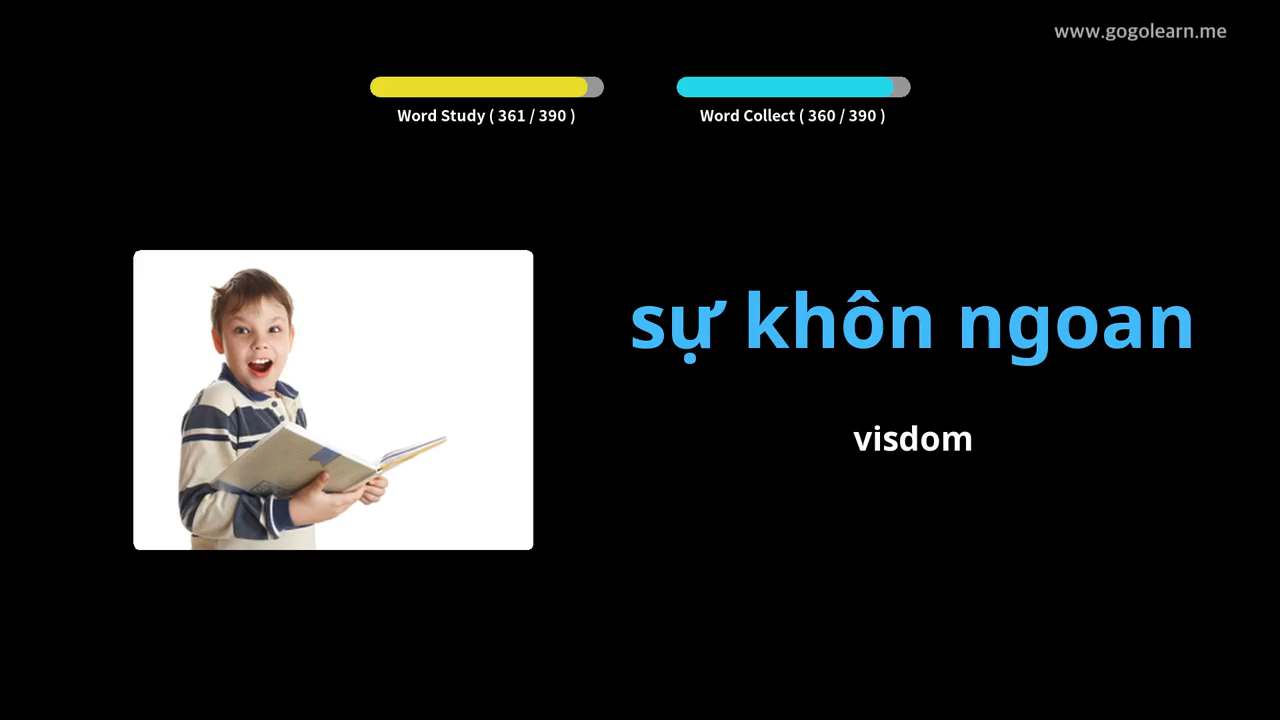 www.gogolearn.me
Word Study ( 361 / 390 )
Word Collect ( 360 / 390 )
sự khôn ngoan
visdom